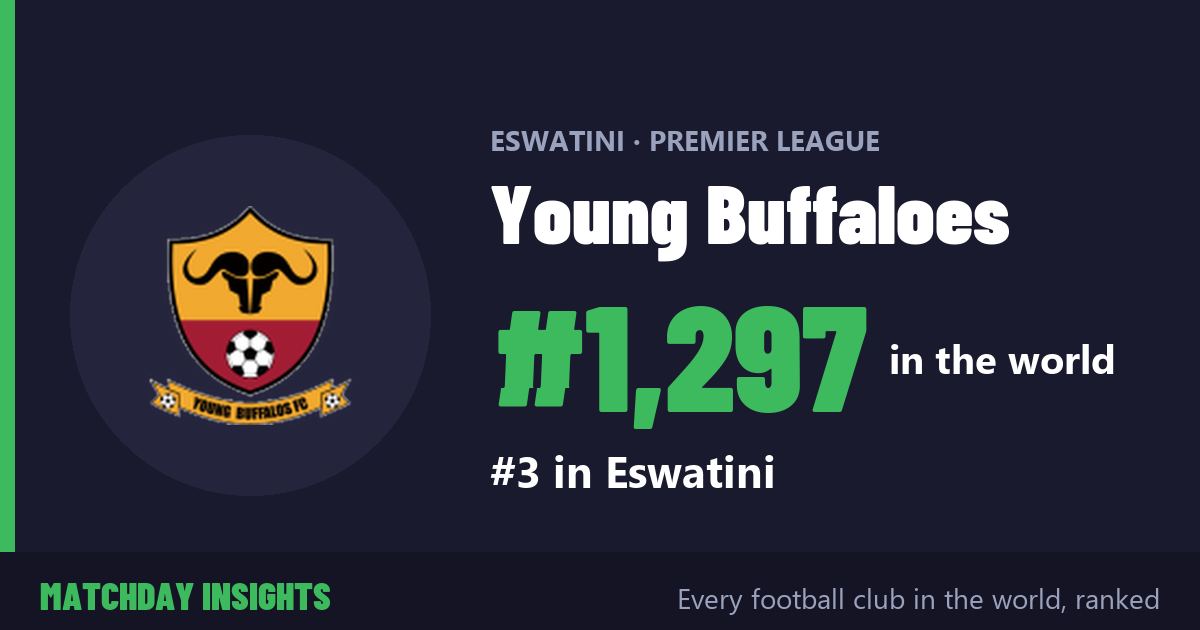 ESWATINI · PREMIER LEAGUE
Young Buffaloes
#1,297 in the world
#3 in Eswatini
YOUNG BUFFALOS FC
MATCHDAY INSIGHTS
Every football club in the world, ranked